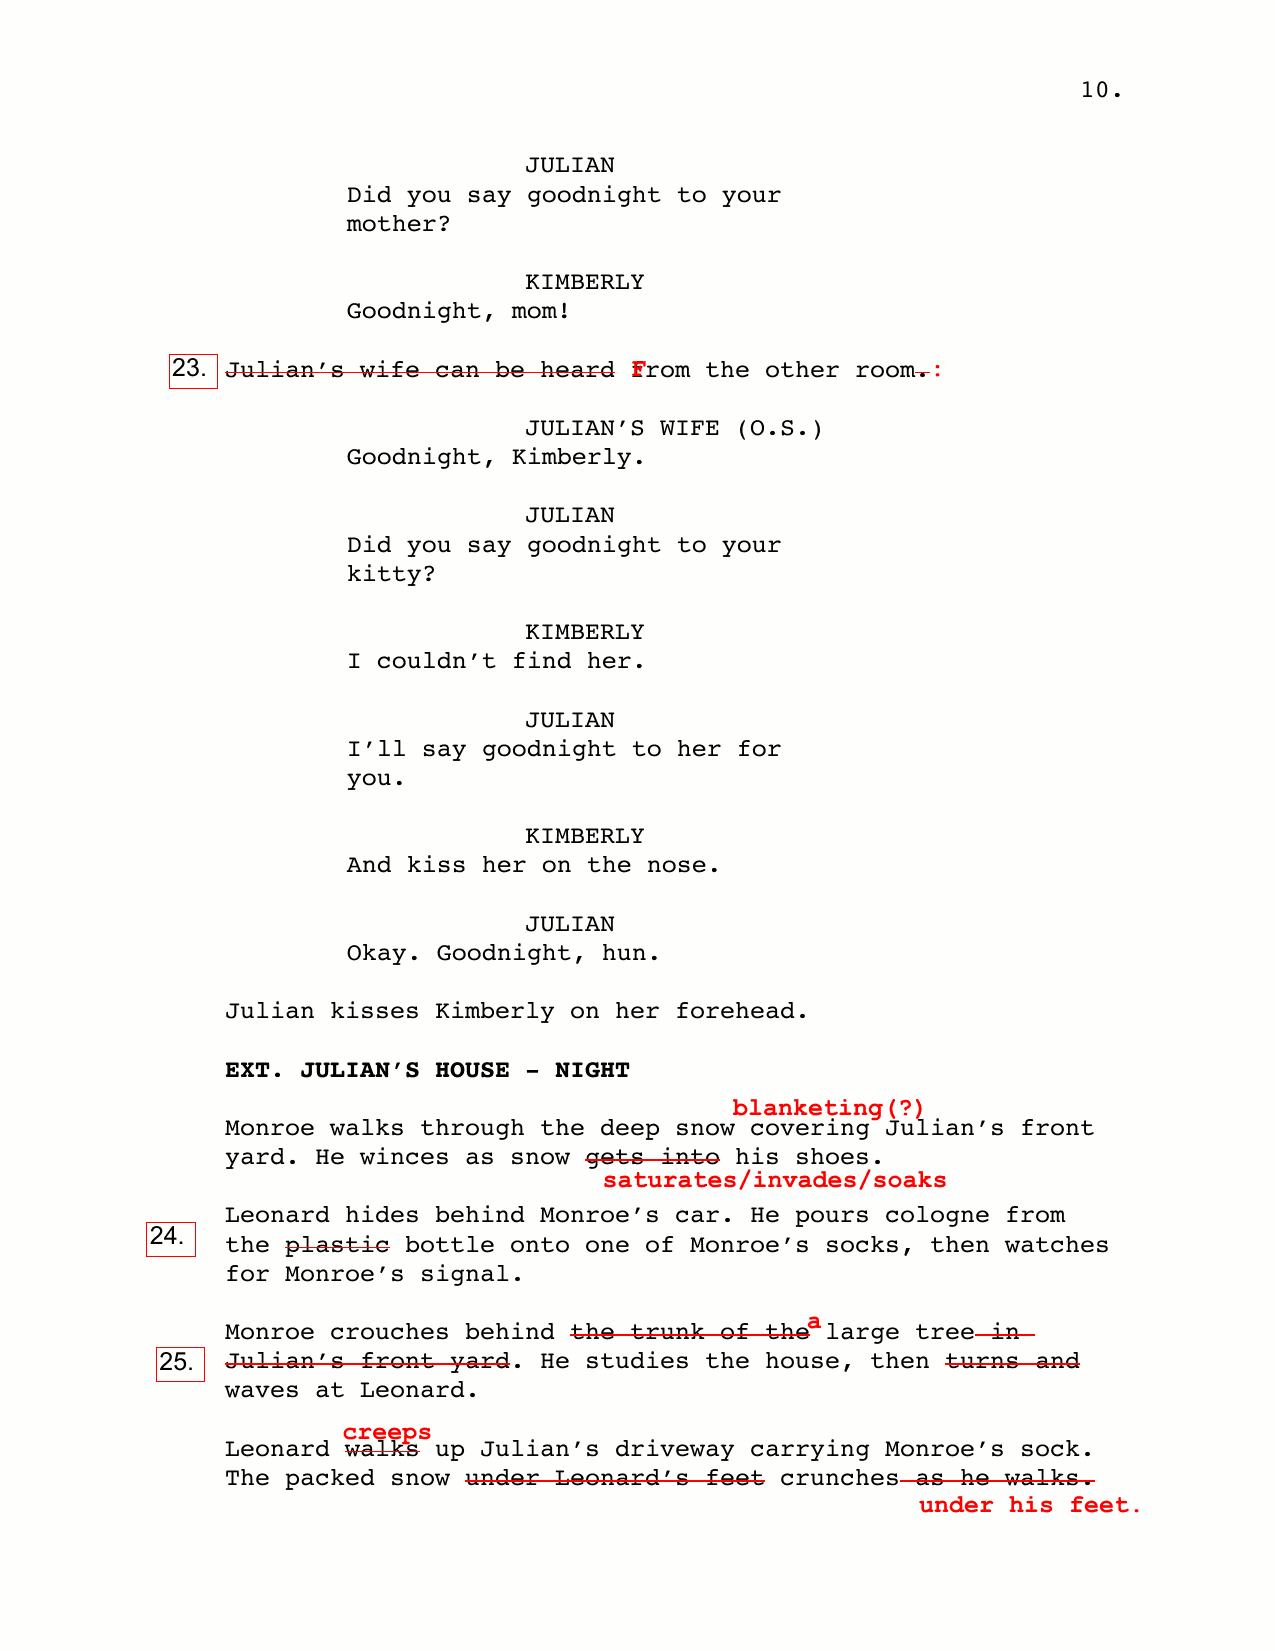 10.
JULIAN
Did you say goodnight to your
mother?
KIMBERLY
Goodnight, mom!
23. Julian’s wife can be heard From the other room.:
JULIAN’S WIFE (O.S.)
Goodnight, Kimberly.
JULIAN
Did you say goodnight to your
kitty?
KIMBERLY
I couldn’t find her.
JULIAN
I’ll say goodnight to her for
you.
KIMBERLY
And kiss her on the nose.
JULIAN
Okay. Goodnight, hun.
Julian kisses Kimberly on her forehead.
EXT. JULIAN’S HOUSE - NIGHT
blanketing(?)
Monroe walks through the deep snow covering Julian’s front
yard. He winces as snow gets into his shoes.
saturates/invades/soaks
Leonard hides behind Monroe’s car. He pours cologne from
24. the plastic bottle onto one of Monroe’s socks, then watches
for Monroe’s signal.
Monroe crouches behind the trunk of the a large tree in
25. Julian’s front yard. He studies the house, then turns and
waves at Leonard.
creeps
Leonard walks up Julian’s driveway carrying Monroe’s sock.
The packed snow under Leonard’s feet crunches as he walks.
under his feet.